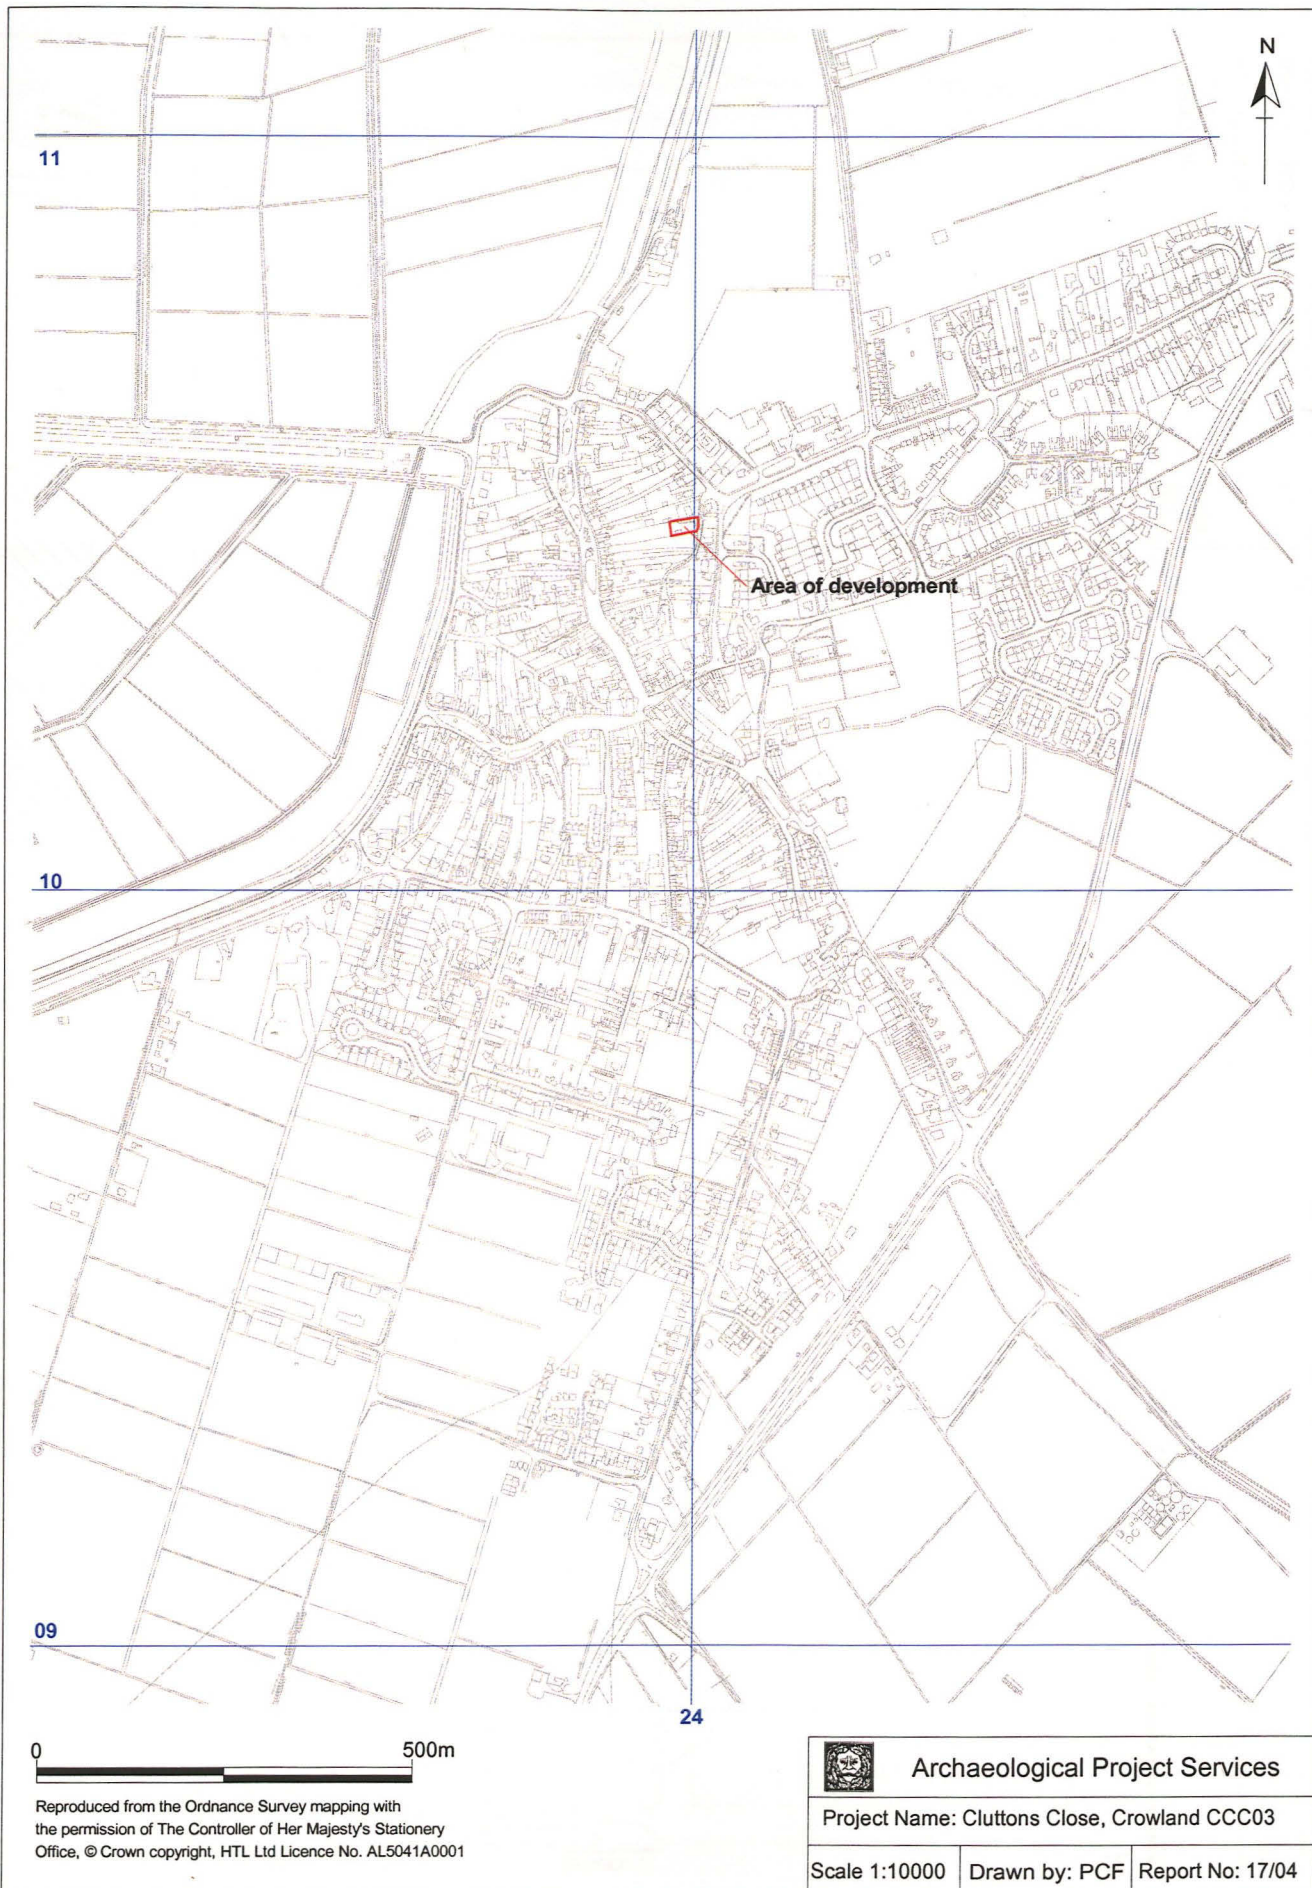 N
11
Area of development
10
09
24
0 500m
Reproduced from the Ordnance Survey mapping with
the permission of The Controller of Her Majesty's Stationery
Office, © Crown copyright, HTL Ltd Licence No. AL5041A0001
Archaeological Project Services
Project Name: Cluttons Close, Crowland CCC03
Scale 1:10000 Drawn by: PCF Report No: 17/04